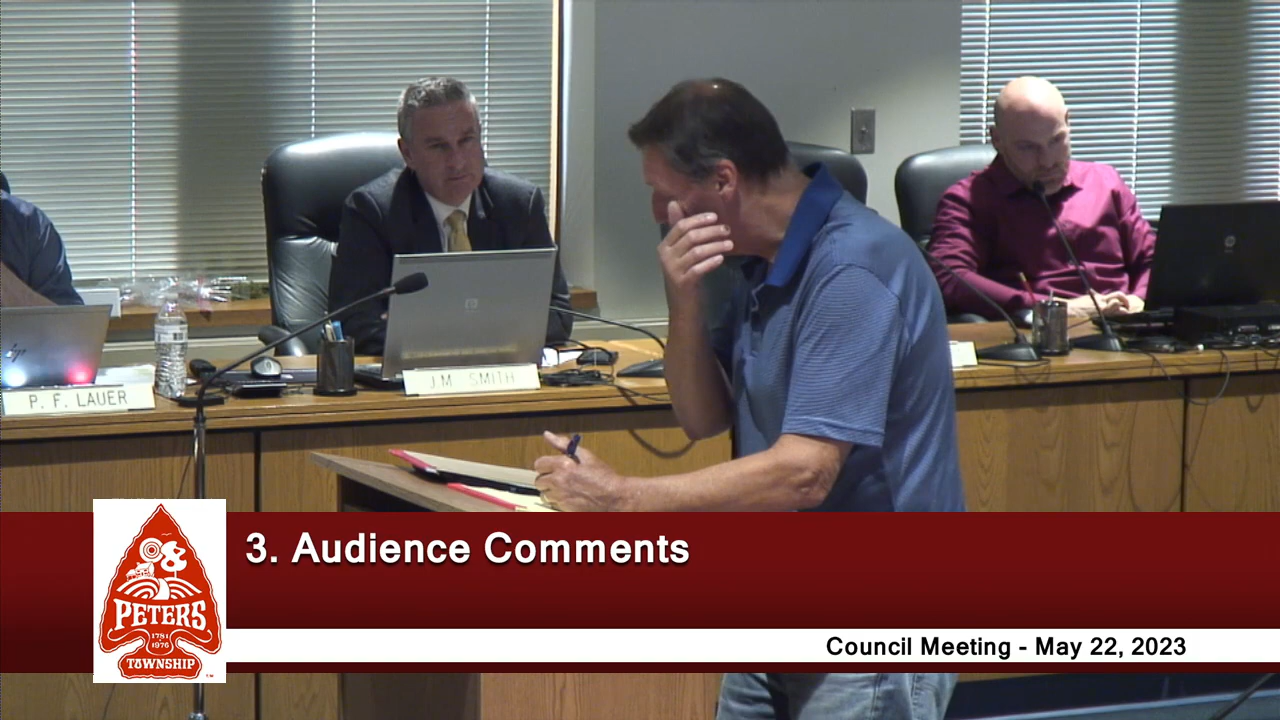 P. F. LAUER
J.M. SMITH
3. Audience Comments
PETERS
1781
1976
TOWNSHIP
Council Meeting - May 22, 2023